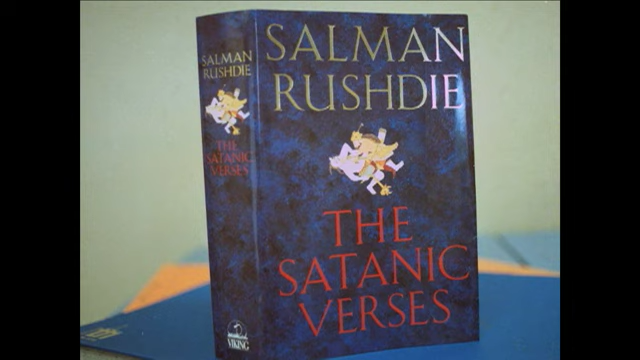 SALMAN
RUSHDIE
THE
SATANIC
VERSES
VIKING
SALMAN
RUSHDIE
THE
SATANIC
VERSES